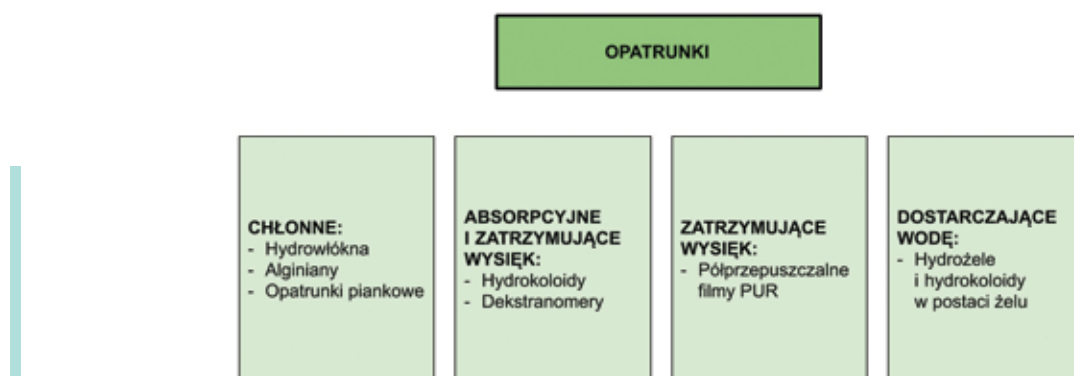 OPATRUNKI
CHŁONNE:
- Hydrowłókna
- Alginiany
- Opatrunki piankowe
ABSORPCYJNE
I ZATRZYMUJĄCE
WYSIĘK:
- Hydrokoloidy
- Dekstranomery
ZATRZYMUJĄCE
WYSIĘK:
- Półprzepuszczalne
filmy PUR
DOSTARCZAJĄCE
WODĘ:
- Hydrożele
i hydrokoloidy
w postaci żelu